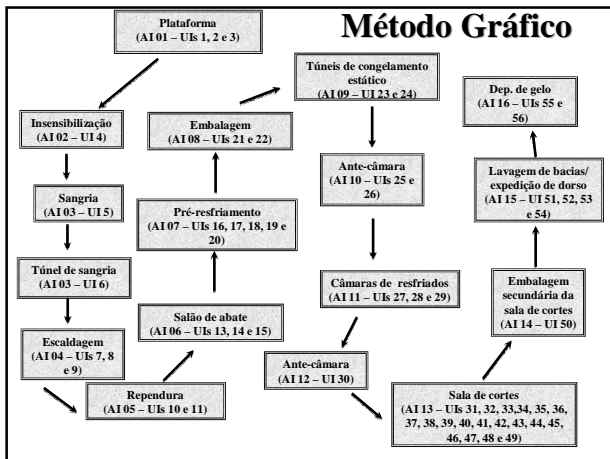 Método Gráfico
Plataforma
(AI 01 – UIs 1, 2 e 3)
Insensibilização
(AI 02 – UI 4)
Sangria
(AI 03 – UI 5)
Túnel de sangria
(AI 03 – UI 6)
Escaldagem
(AI 04 – UIs 7, 8
e 9)
Rependura
(AI 05 – UIs 10 e 11)
Salão de abate
(AI 06 – UIs 13, 14 e 15)
Pré-resfriamento
(AI 07 – UIs 16, 17, 18, 19 e
20)
Embalagem
(AI 08 – UIs 21 e 22)
Túneis de congelamento
estático
(AI 09 – UI 23 e 24)
Ante-câmara
(AI 10 – UIs 25 e
26)
Câmaras de resfriados
(AI 11 – UIs 27, 28 e 29)
Ante-câmara
(AI 12 – UI 30)
Sala de cortes
(AI 13 – UIs 31, 32, 33,34, 35, 36,
37, 38, 39, 40, 41, 42, 43, 44, 45,
46, 47, 48 e 49)
Embalagem
secundária da
sala de cortes
(AI 14 – UI 50)
Lavagem de bacias/
expedição de dorso
(AI 15 – UI 51, 52, 53
e 54)
Dep. de gelo
(AI 16 – UIs 55 e
56)